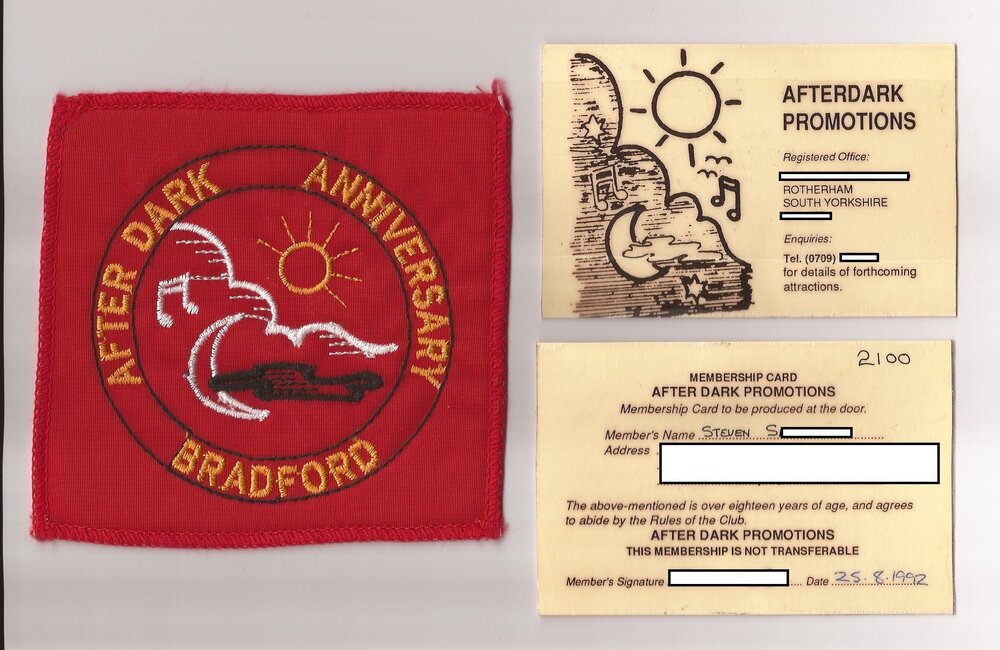 AFTER DARK ANNIVERSARY
BRADFORD
AFTERDARK
PROMOTIONS
Registered Office:
ROTHERHAM
SOUTH YORKSHIRE
Enquiries:
Tel. (0709)
for details of forthcoming
attractions.
2100
MEMBERSHIP CARD
AFTER DARK PROMOTIONS
Membership Card to be produced at the door.
Member's Name STEVEN S
Address
The above-mentioned is over eighteen years of age, and agrees
to abide by the Rules of the Club.
AFTER DARK PROMOTIONS
THIS MEMBERSHIP IS NOT TRANSFERABLE
Member's Signature Date 25.8.1992